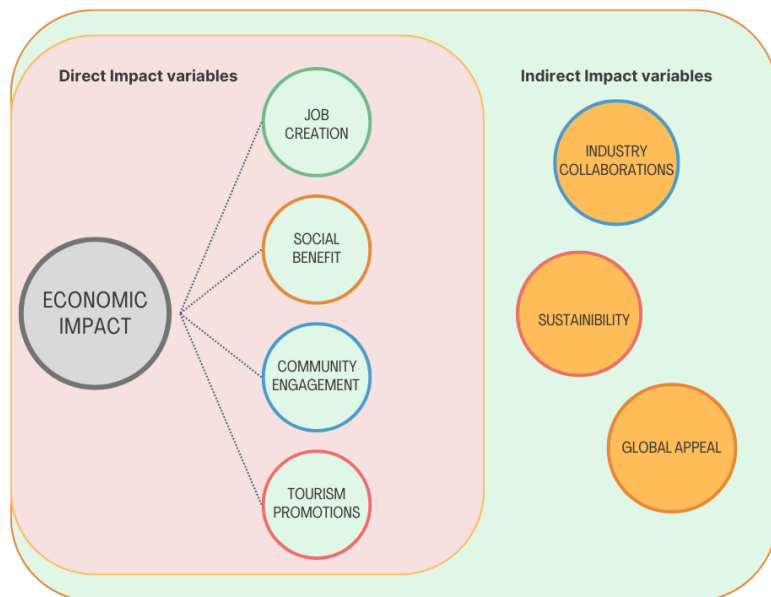 Direct Impact variables
Indirect Impact variables
JOB
CREATION
SOCIAL
BENEFIT
ECONOMIC
IMPACT
COMMUNITY
ENGAGEMENT
TOURISM
PROMOTIONS
INDUSTRY
COLLABORATIONS
SUSTAINIBILITY
GLOBAL APPEAL